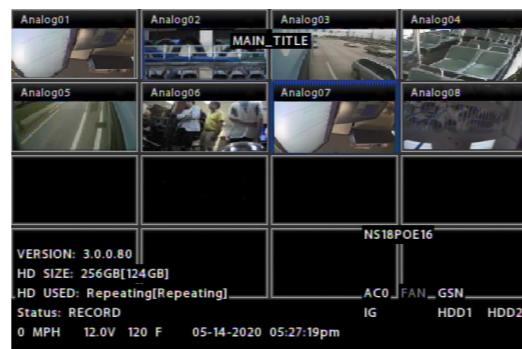 Analog01 Analog02 Analog03 Analog04
MAIN_TITLE
Analog05 Analog06 Analog07 Analog08
NS18POE16
VERSION: 3.0.0.80
HD SIZE: 256GB[124GB]
HD USED: Repeating[Repeating] AC0 FAN GSN
Status: RECORD IG HDD1 HDD2
0 MPH 12.0V 120 F 05-14-2020 05:27:19pm